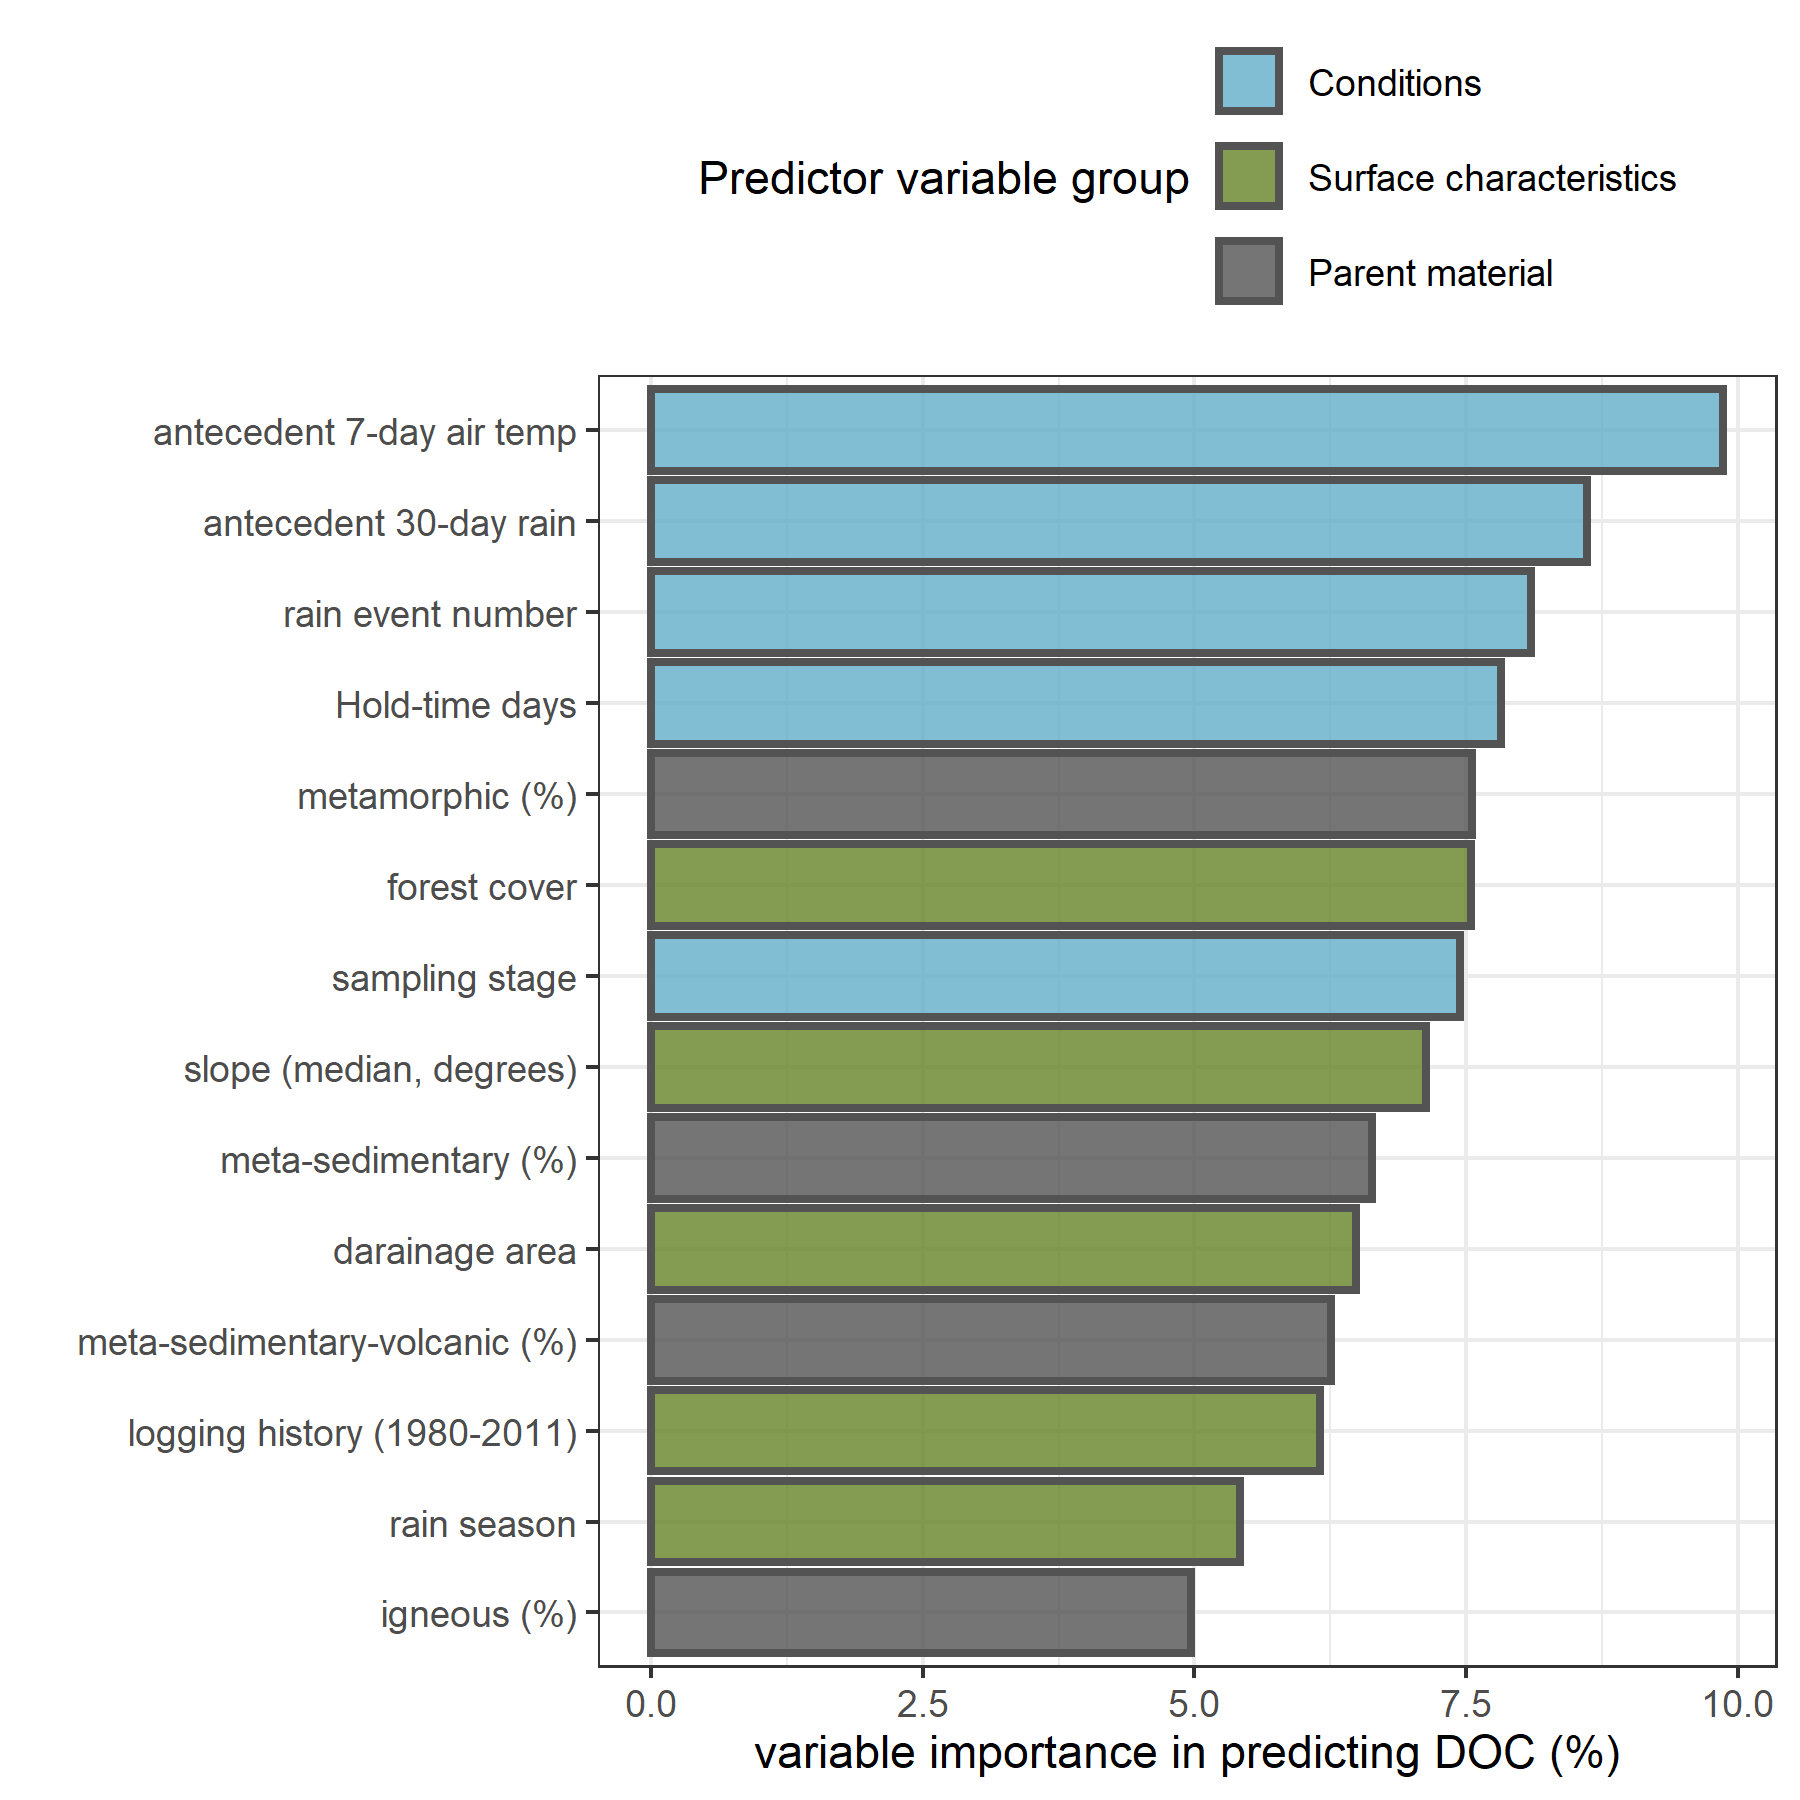 Conditions
Predictor variable group
Surface characteristics
Parent material
antecedent 7-day air temp
antecedent 30-day rain
rain event number
Hold-time days
metamorphic (%)
forest cover
sampling stage
slope (median, degrees)
meta-sedimentary (%)
darainage area
meta-sedimentary-volcanic (%)
logging history (1980-2011)
rain season
igneous (%)
0.0 2.5 5.0 7.5 10.0
variable importance in predicting DOC (%)